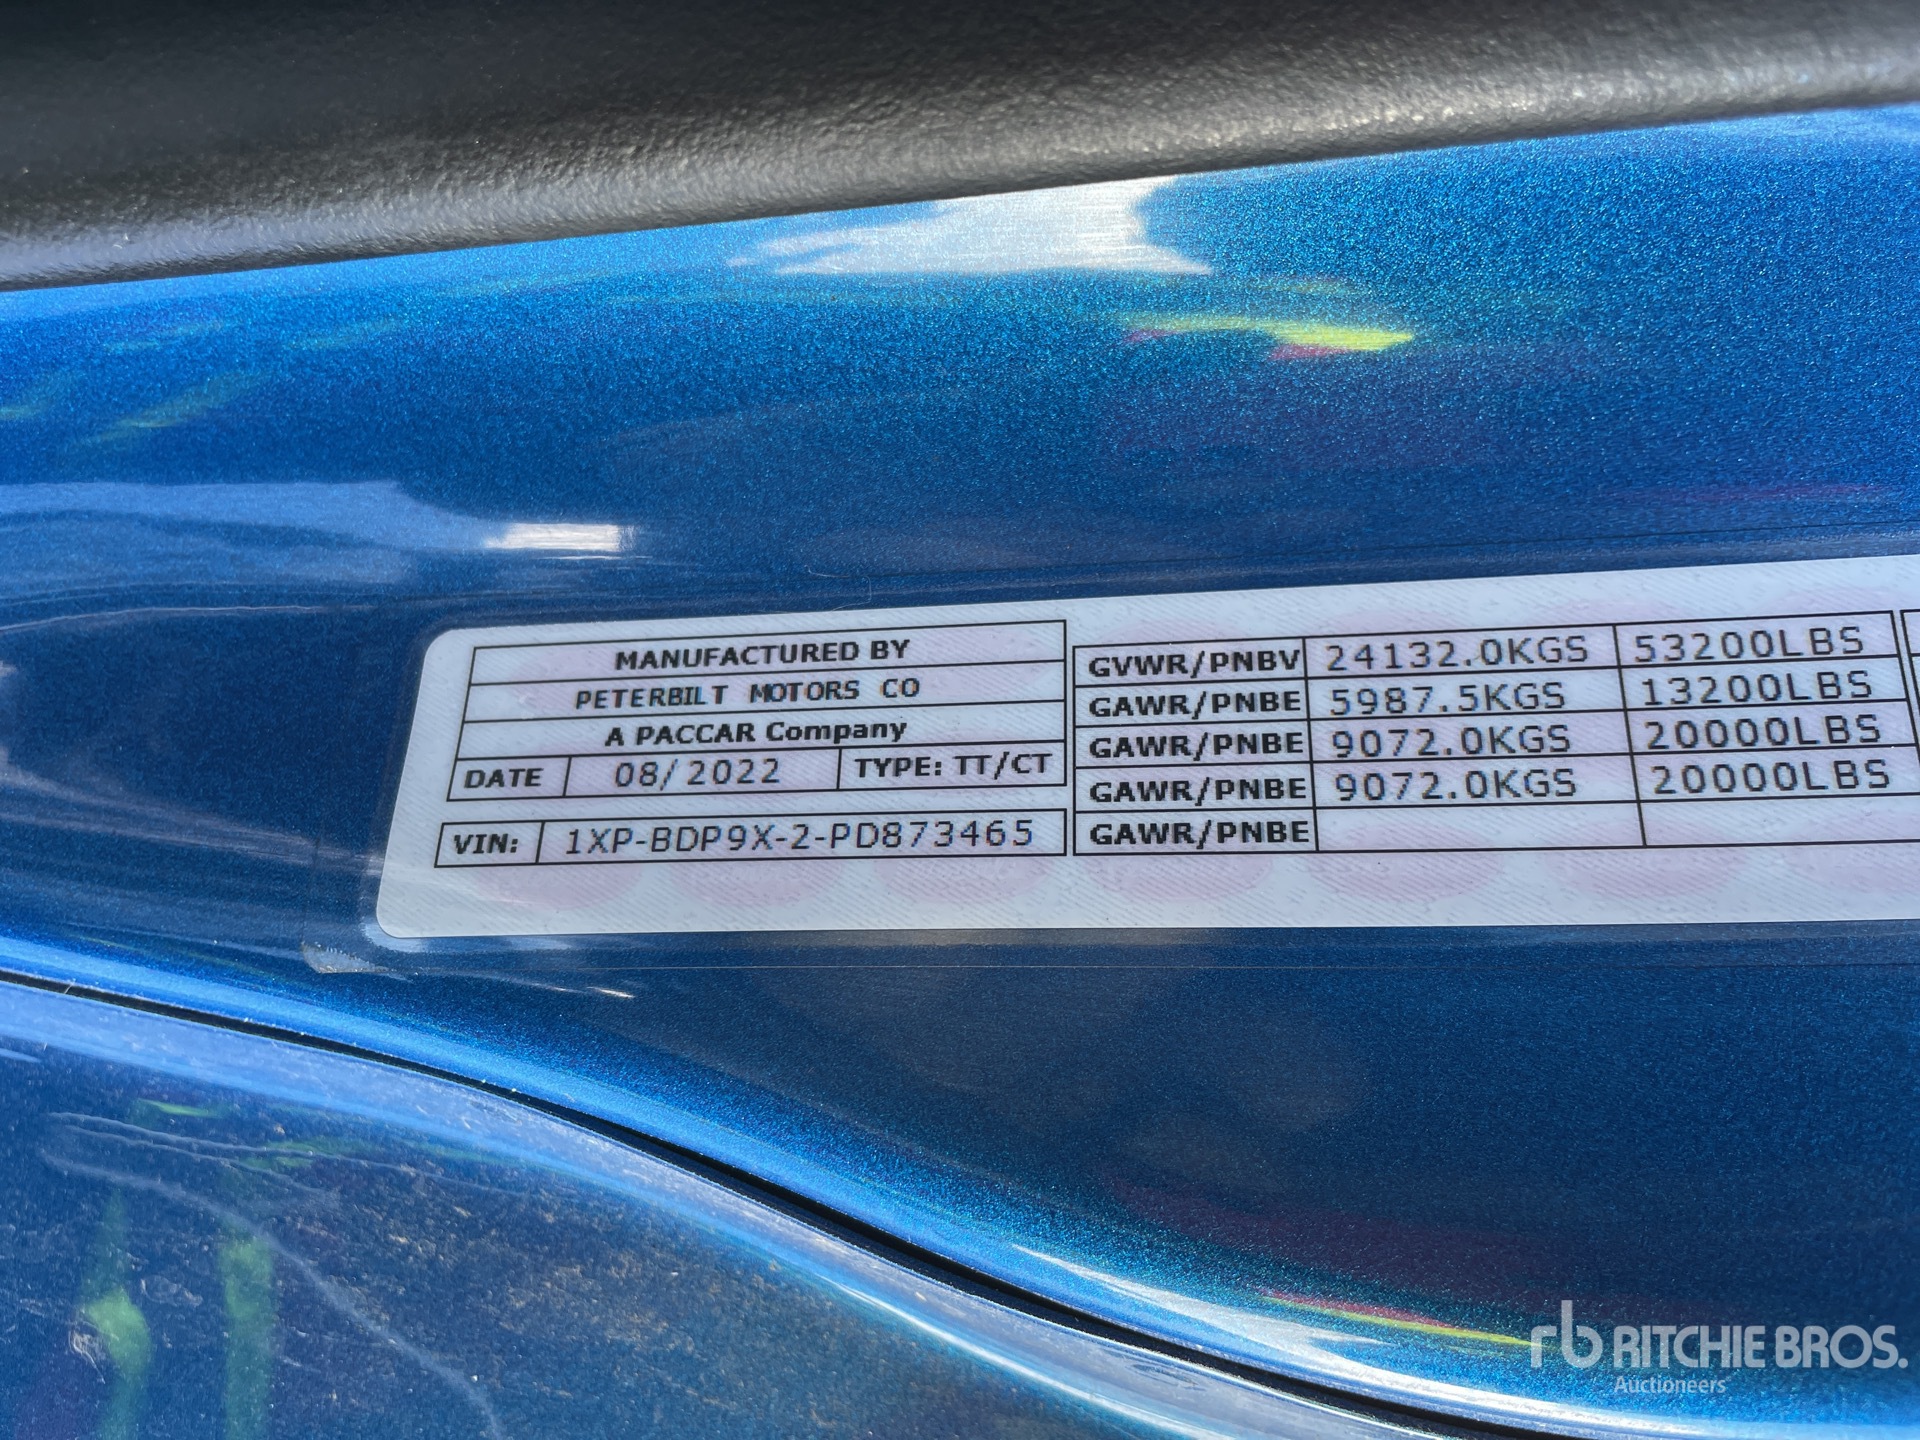 MANUFACTURED BY
PETERBILT MOTORS CO
A PACCAR Company
DATE 08/2022 TYPE: TT/CT
VIN: 1XP-BDP9X-2-PD873465
GVWR/PNBV 24132.0KGS 53200LBS
GAWR/PNBE 5987.5KGS 13200LBS
GAWR/PNBE 9072.0KGS 20000LBS
GAWR/PNBE 9072.0KGS 20000LBS
GAWR/PNBE
rb RITCHIE BROS.
Auctioneers